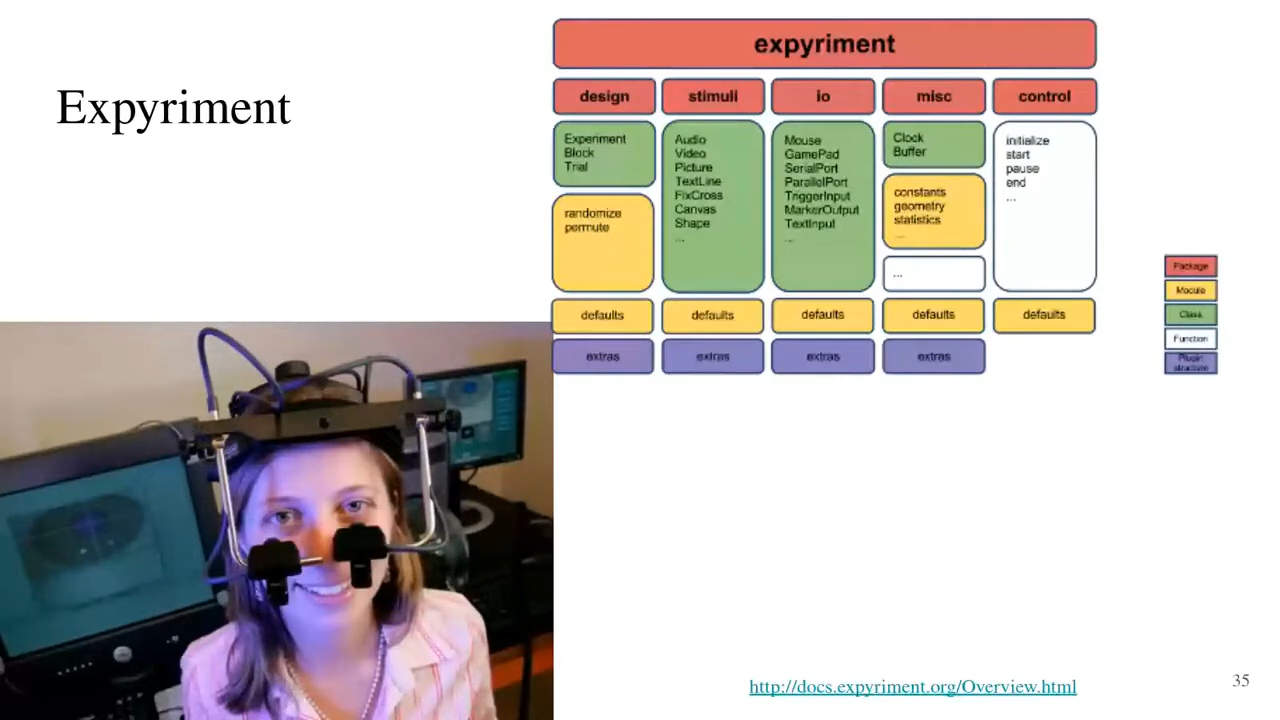 Expyriment
expyriment
design
stimuli
io
misc
control
Experiment
Block
Trial
randomize
permute
Audio
Video
Picture
TextLine
FixCross
Canvas
Shape
...
Mouse
GamePad
SerialPort
ParallelPort
TriggerInput
MarkerOutput
TextInput
...
Clock
Buffer
constants
geometry
statistics
...
...
initialize
start
pause
end
...
defaults
defaults
defaults
defaults
defaults
extras
extras
extras
extras
Package
Module
Class
Function
Plugin
structure
http://docs.expyriment.org/Overview.html
35